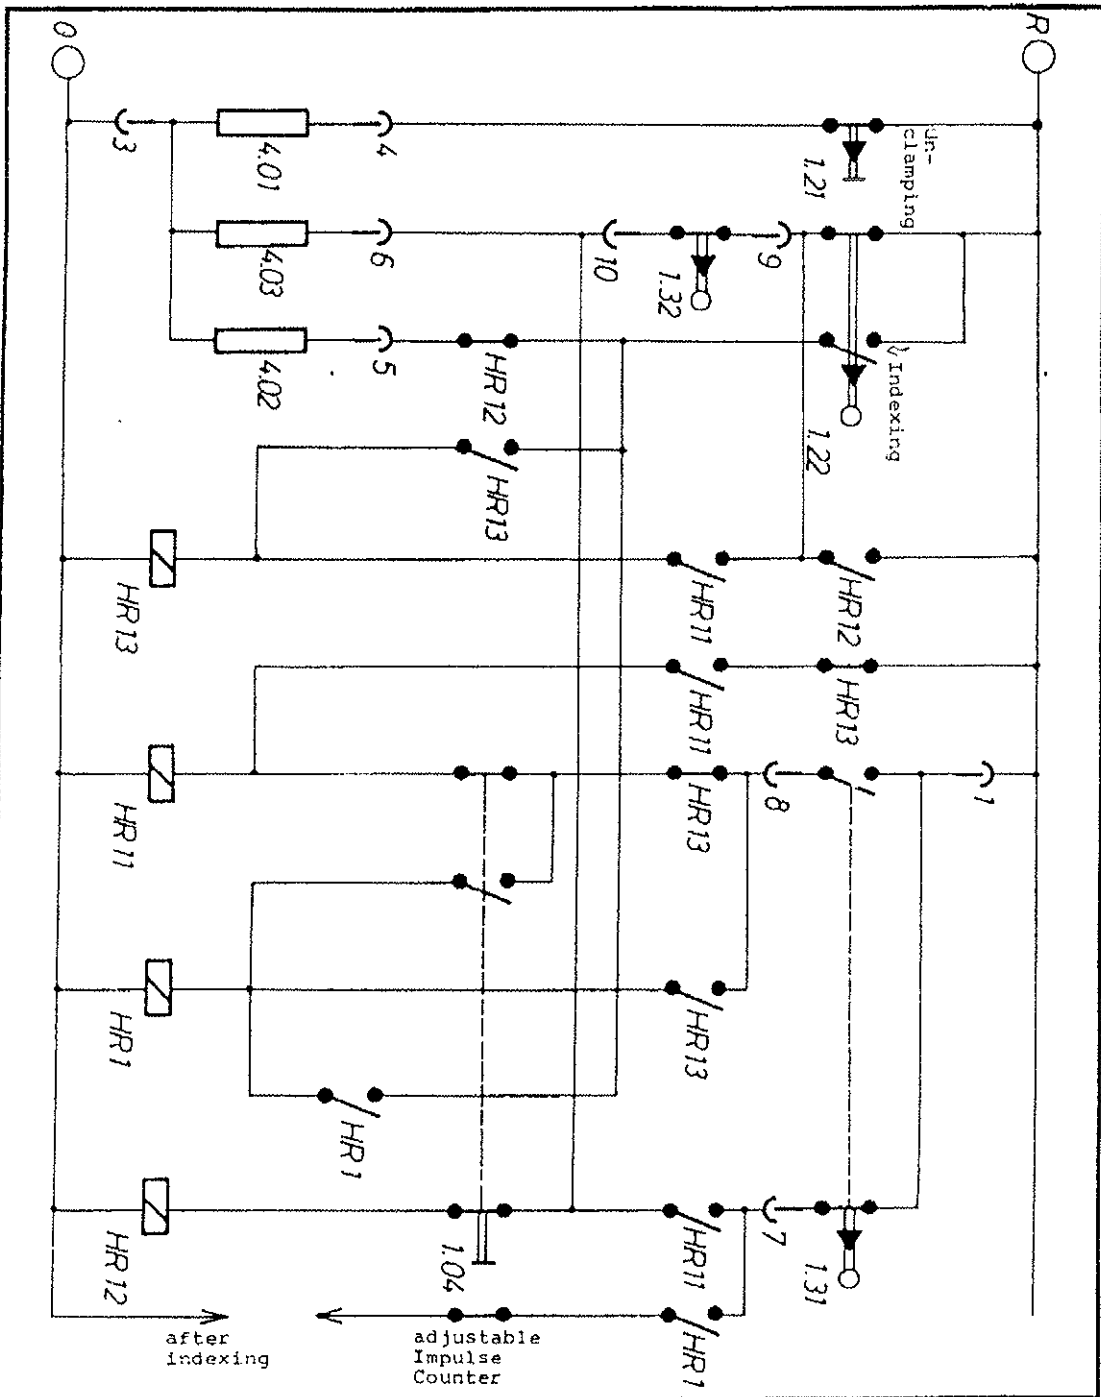 R
O
Un-
clamping
1.21
4
3
4.01
9
1.32
10
6
4.03
Indexing
1.22
HR12
5
4.02
HR13
HR12
HR11
HR13
HR13
HR11
1
8
HR13
HR11
HR13
HR1
HR1
1.31
7
HR11
1.04
HR12
HR1
adjustable
Impulse
Counter
after
indexing